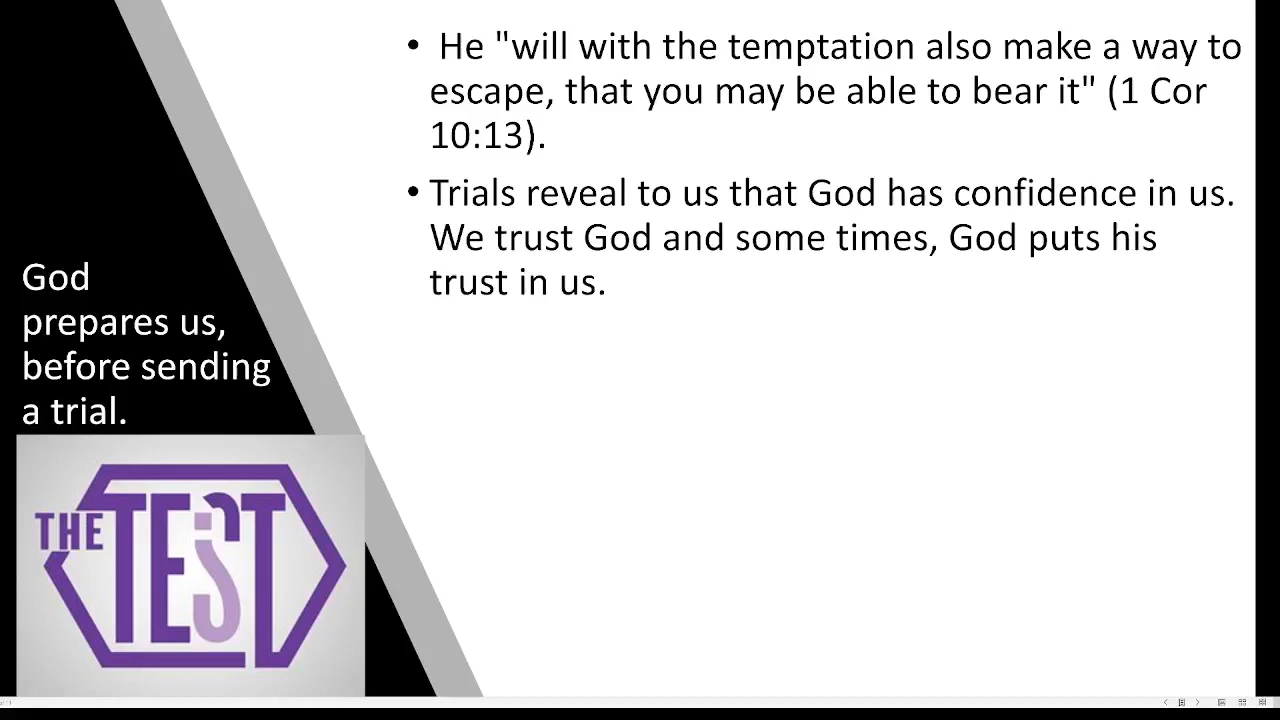 God
prepares us,
before sending
a trial.
THE
TEST
• He "will with the temptation also make a way to
escape, that you may be able to bear it" (1 Cor
10:13).
• Trials reveal to us that God has confidence in us.
We trust God and some times, God puts his
trust in us.